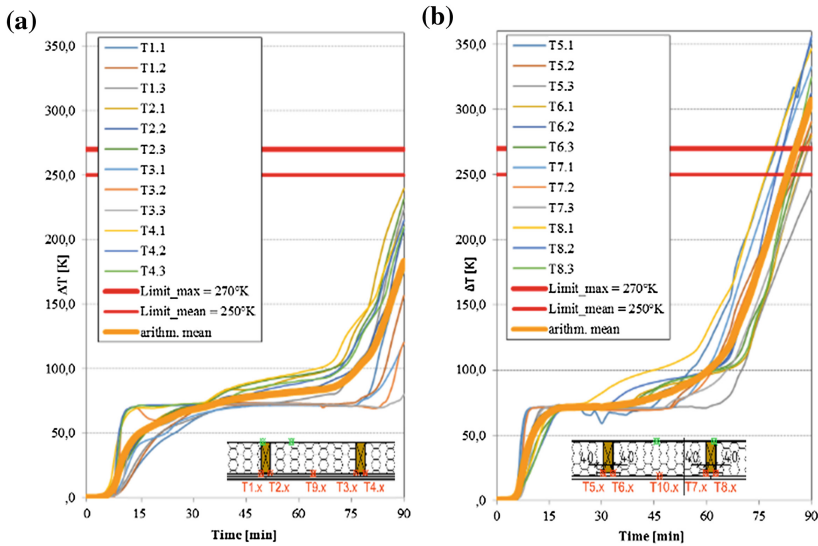 (a)
350,0
300,0
250,0
200,0
150,0
100,0
50,0
,0
ΔT [K]
T1.1
T1.2
T1.3
T2.1
T2.2
T2.3
T3.1
T3.2
T3.3
T4.1
T4.2
T4.3
Limit_max = 270°K
Limit_mean = 250°K
arithm. mean
T1.x T2.x T9.x T3.x T4.x
0 15 30 45 60 75 90
Time [min]
(b)
350,0
300,0
250,0
200,0
150,0
100,0
50,0
,0
ΔT [K]
T5.1
T5.2
T5.3
T6.1
T6.2
T6.3
T7.1
T7.2
T7.3
T8.1
T8.2
T8.3
Limit_max = 270°K
Limit_mean = 250°K
arithm. mean
40 40 40 40
T5.x T6.x T10.x T7.x T8.x
0 15 30 45 60 75 90
Time [min]